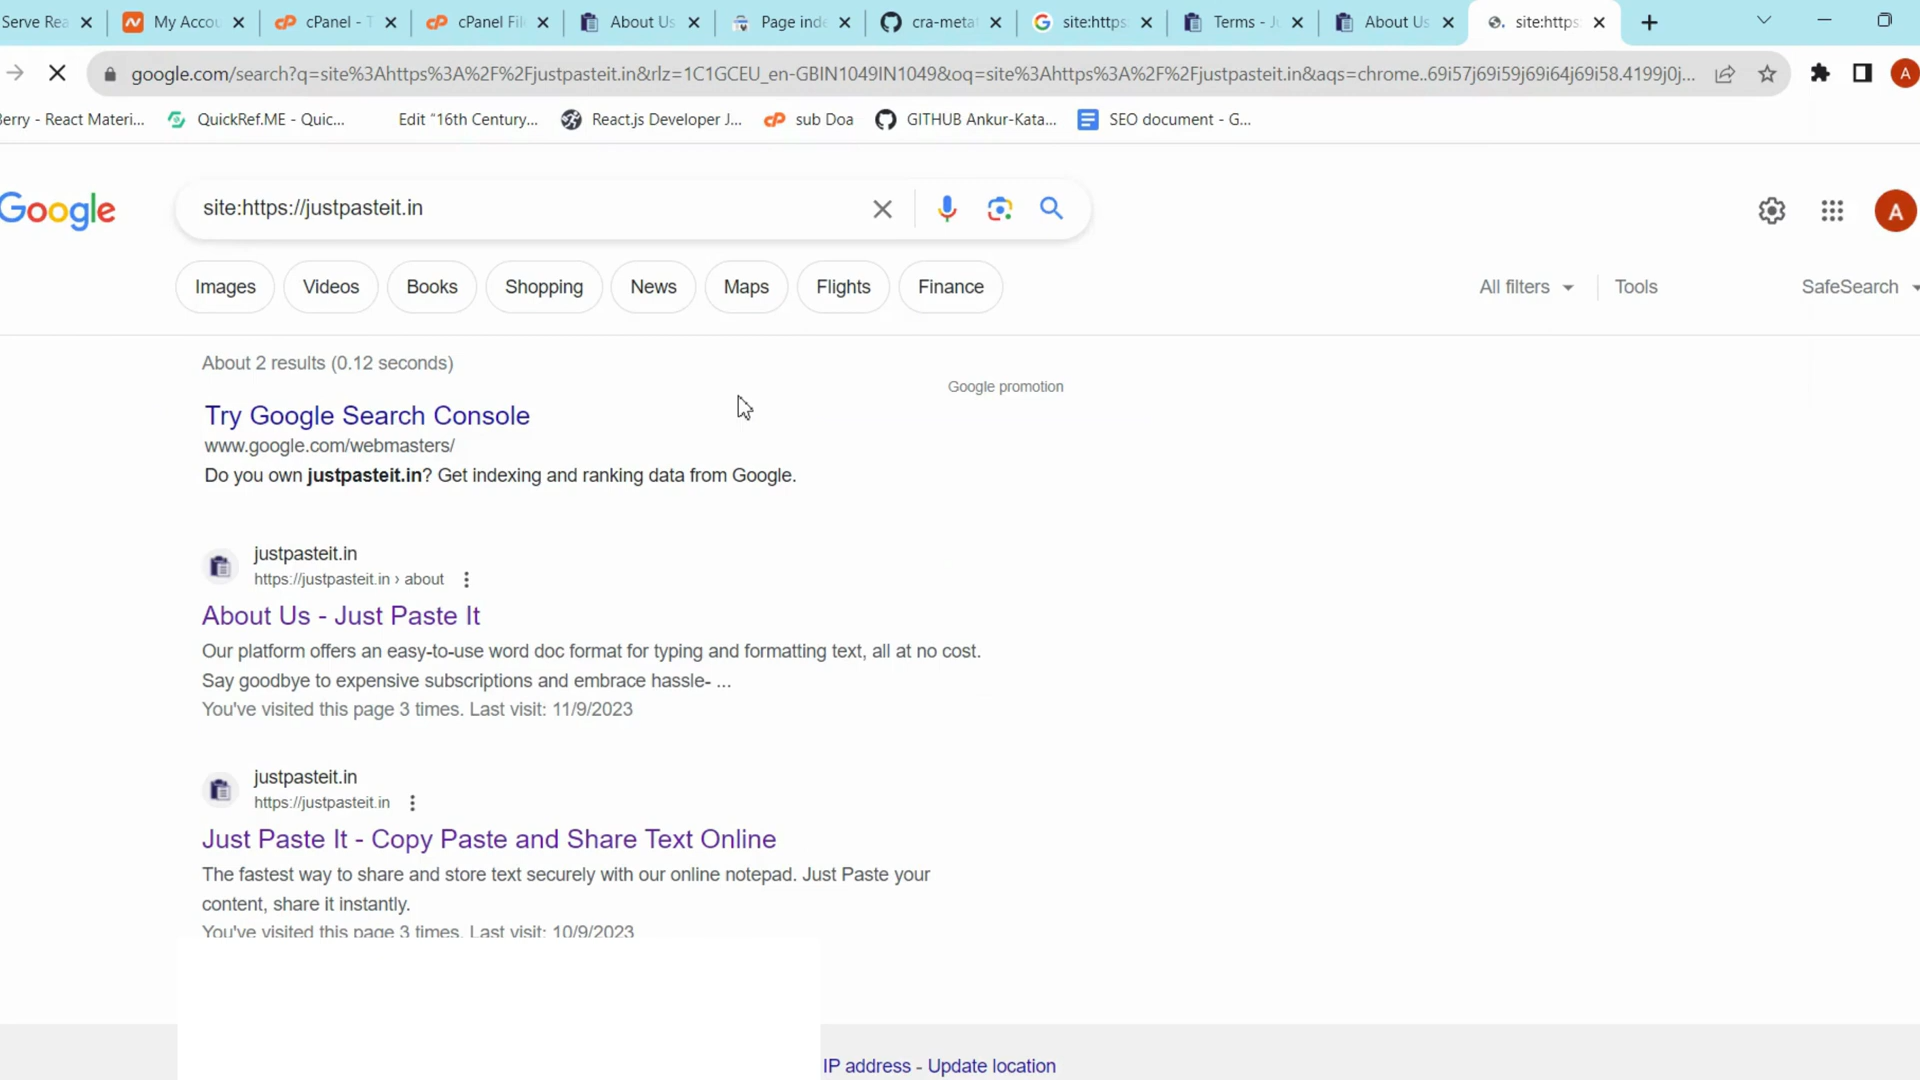 Serve Rea
My Accou
cPanel - T
cPanel Fil
About Us
Page inde
cra-meta
site:https
Terms - Ju
About Us
site:https
google.com/search?q=site%3Ahttps%3A%2F%2Fjustpasteit.in&rlz=1C1GCEU_en-GBIN1049IN1049&oq=site%3Ahttps%3A%2F%2Fjustpasteit.in&aqs=chrome..69i57j69i59j69i64j69i58.4199j0j...
A
Berry - React Materi...
QuickRef.ME - Quic...
Edit "16th Century...
React.js Developer J...
sub Doa
GITHUB Ankur-Kata...
SEO document - G...
Google
site:https://justpasteit.in
A
Images
Videos
Books
Shopping
News
Maps
Flights
Finance
All filters
Tools
SafeSearch
About 2 results (0.12 seconds)
Google promotion
Try Google Search Console
www.google.com/webmasters/
Do you own justpasteit.in? Get indexing and ranking data from Google.
justpasteit.in
https://justpasteit.in › about
About Us - Just Paste It
Our platform offers an easy-to-use word doc format for typing and formatting text, all at no cost.
Say goodbye to expensive subscriptions and embrace hassle- ...
You've visited this page 3 times. Last visit: 11/9/2023
justpasteit.in
https://justpasteit.in
Just Paste It - Copy Paste and Share Text Online
The fastest way to share and store text securely with our online notepad. Just Paste your
content, share it instantly.
You've visited this page 3 times. Last visit: 10/9/2023
IP address - Update location